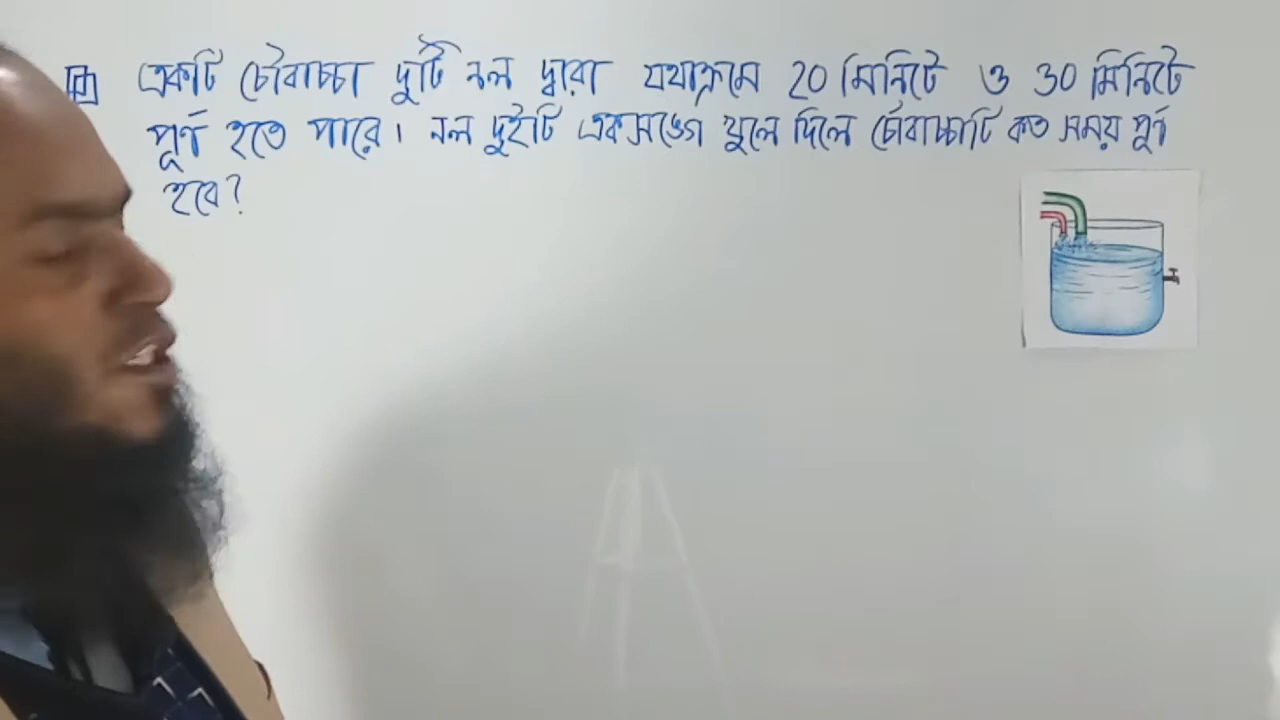 একটি চৌবাচ্চা দুটি নল দ্বারা যথাক্রমে 20 মিনিটে ও 30 মিনিটে
পূর্ণ হতে পারে। নল দুইটি একসঙ্গে খুলে দিলে চৌবাচ্চাটি কত সময় পূর্ণ
হবে?